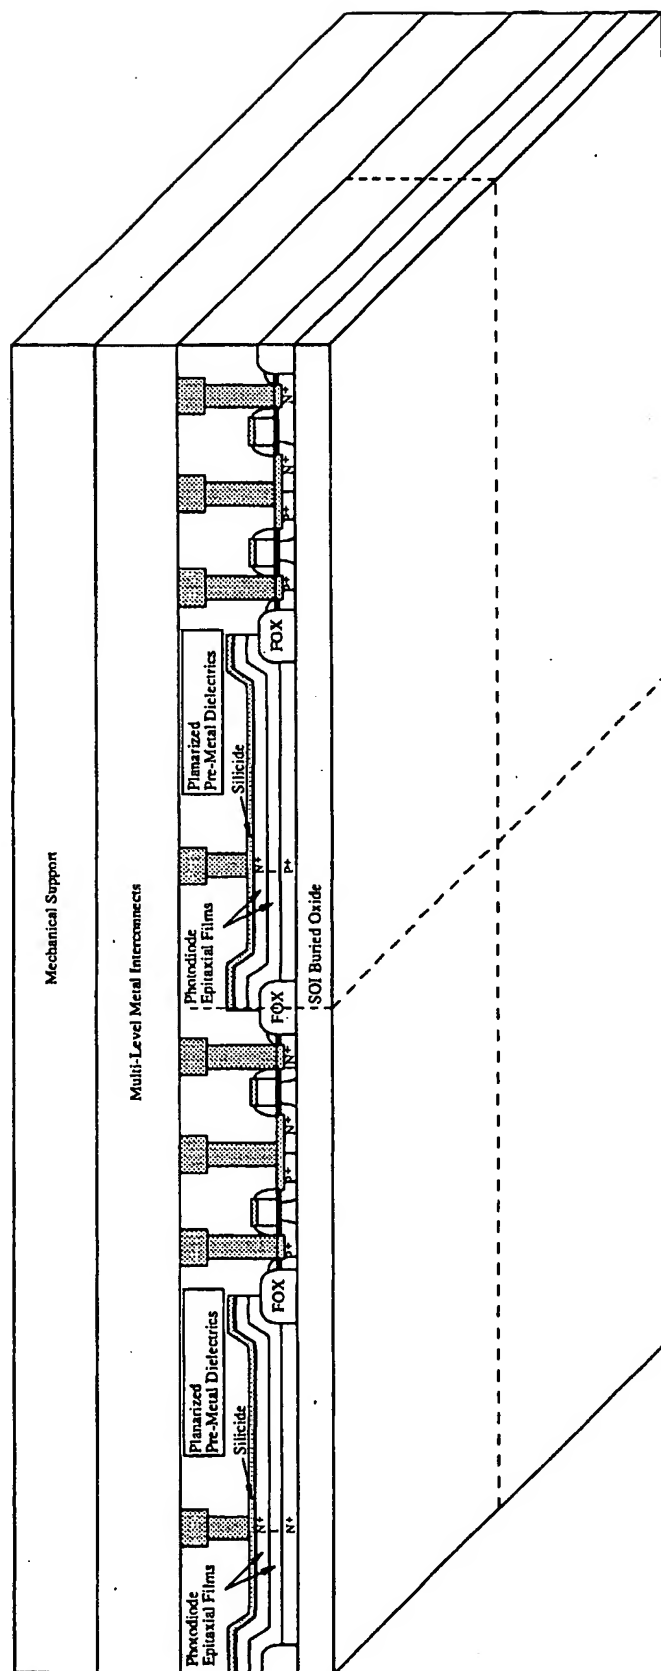 Mechanical Support
Multi-Level Metal Interconnects
Photodiode
Epitaxial Films
Planarized
Pre-Metal Dielectrics
Silicide
N+
N+
FOX
P+
P+
N+
N+
FOX
Photodiode
Epitaxial Films
Planarized
Pre-Metal Dielectrics
Silicide
N+
P+
FOX
P+
P+
N+
N+
SOI Buried Oxide